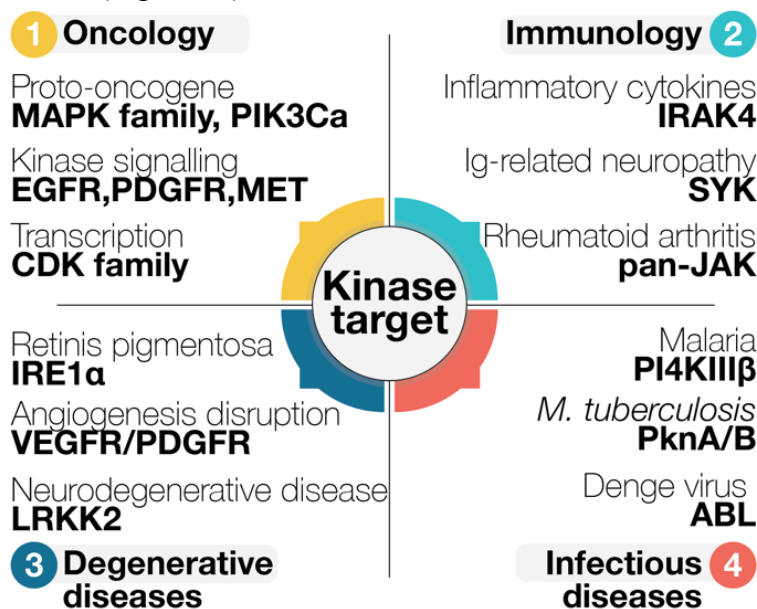 1 Oncology
Proto-oncogene
MAPK family, PIK3Ca
Kinase signalling
EGFR,PDGFR,MET
Transcription
CDK family
Immunology 2
Inflammatory cytokines
IRAK4
Ig-related neuropathy
SYK
Rheumatoid arthritis
pan-JAK
Kinase
target
Retinis pigmentosa
IRE1α
Angiogenesis disruption
VEGFR/PDGFR
Neurodegenerative disease
LRKK2
3 Degenerative
diseases
Malaria
PI4KIIIβ
M. tuberculosis
PknA/B
Denge virus
ABL
Infectious 4
diseases